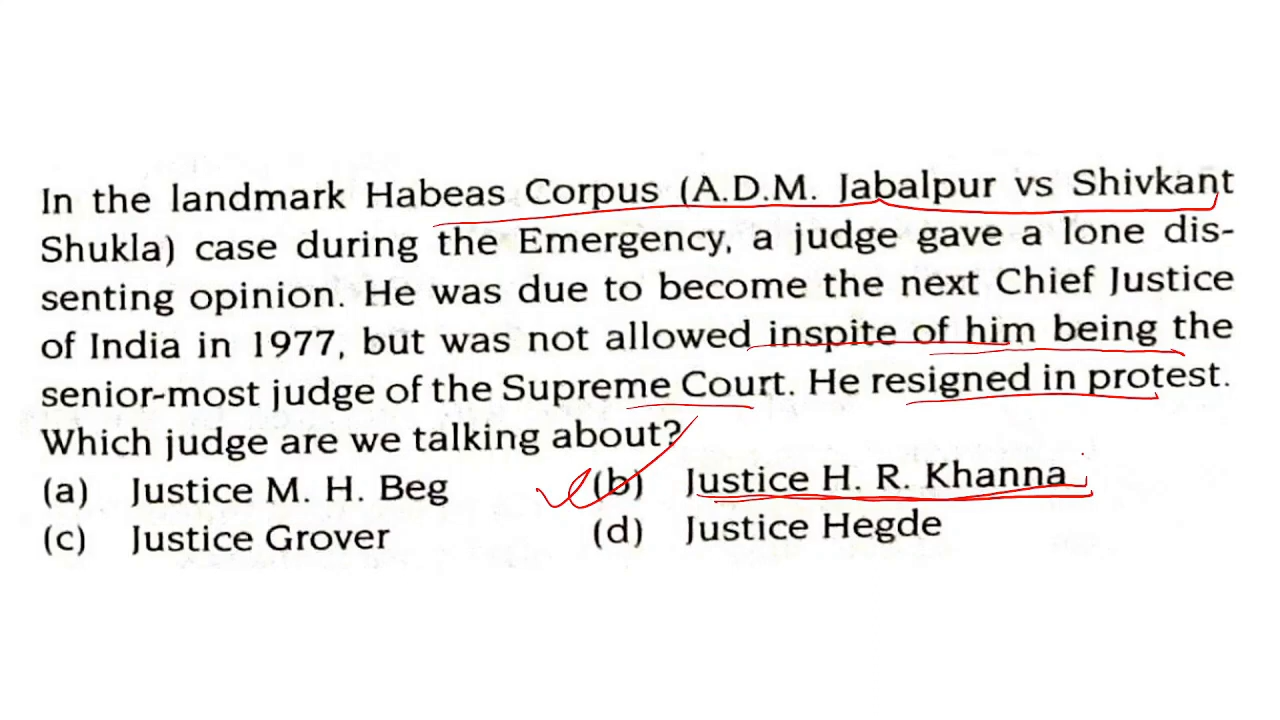 In the landmark Habeas Corpus (A.D.M. Jabalpur vs Shivkant
Shukla) case during the Emergency, a judge gave a lone dis-
senting opinion. He was due to become the next Chief Justice
of India in 1977, but was not allowed inspite of him being the
senior-most judge of the Supreme Court. He resigned in protest.
Which judge are we talking about?
(a) Justice M. H. Beg (b) Justice H. R. Khanna
(c) Justice Grover (d) Justice Hegde